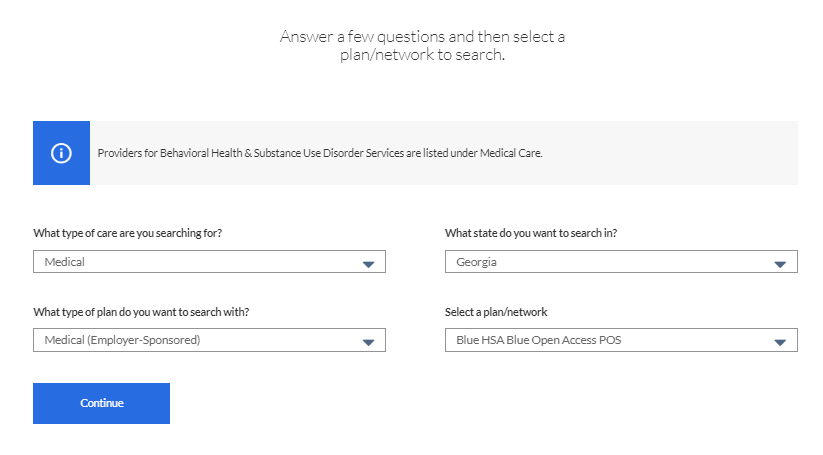 Answer a few questions and then select a
plan/network to search.
Providers for Behavioral Health & Substance Use Disorder Services are listed under Medical Care.
What type of care are you searching for?
Medical
What state do you want to search in?
Georgia
What type of plan do you want to search with?
Medical (Employer-Sponsored)
Select a plan/network
Blue HSA Blue Open Access POS
Continue